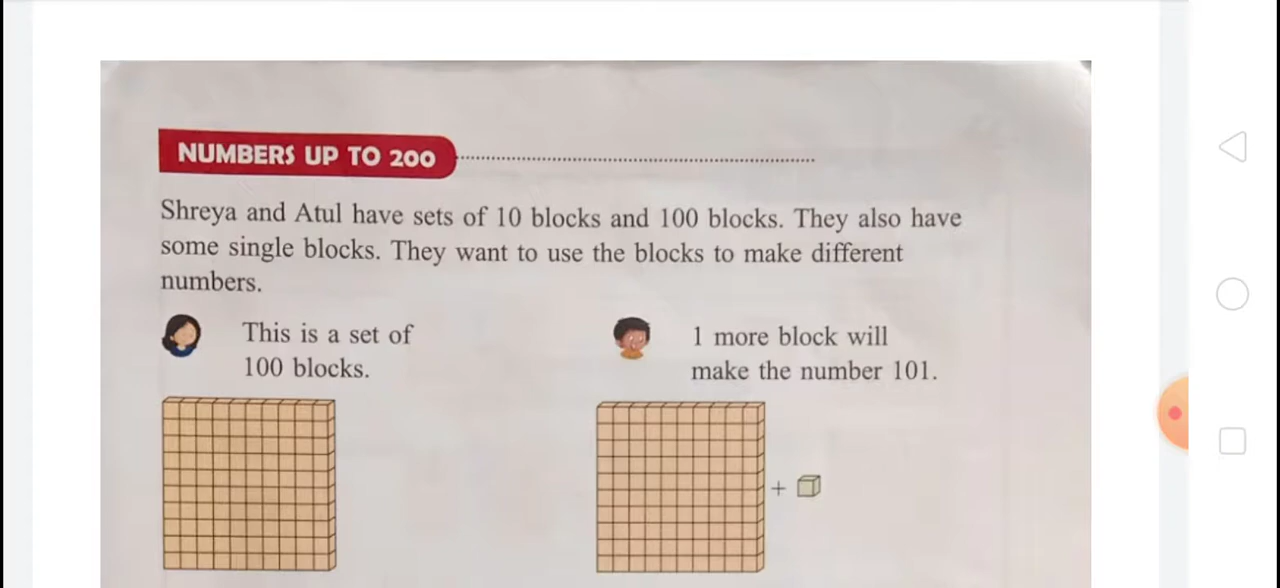 NUMBERS UP TO 200
Shreya and Atul have sets of 10 blocks and 100 blocks. They also have
some single blocks. They want to use the blocks to make different
numbers.
This is a set of
100 blocks.
1 more block will
make the number 101.
+